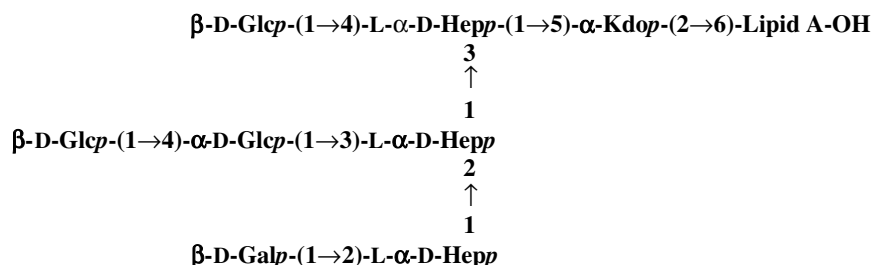 β-D-Glcp-(1→4)-L-α-D-Hepp-(1→5)-α-Kdop-(2→6)-Lipid A-OH
3
↑
1
β-D-Glcp-(1→4)-α-D-Glcp-(1→3)-L-α-D-Hepp
2
↑
1
β-D-Galp-(1→2)-L-α-D-Hepp